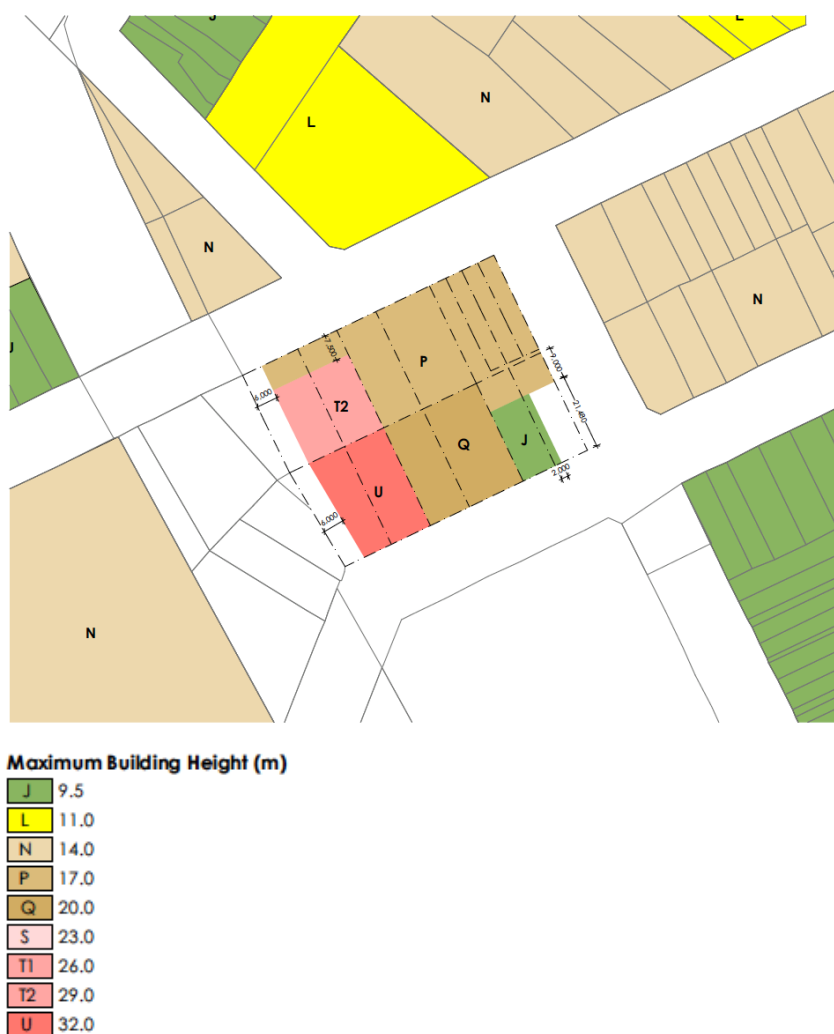 J
L
L
N
N
J
N
7,500
P
6,000
T2
9,000
21,480
Q
J
2,000
U
6,000
N
Maximum Building Height (m)
J 9.5
L 11.0
N 14.0
P 17.0
Q 20.0
S 23.0
T1 26.0
T2 29.0
U 32.0